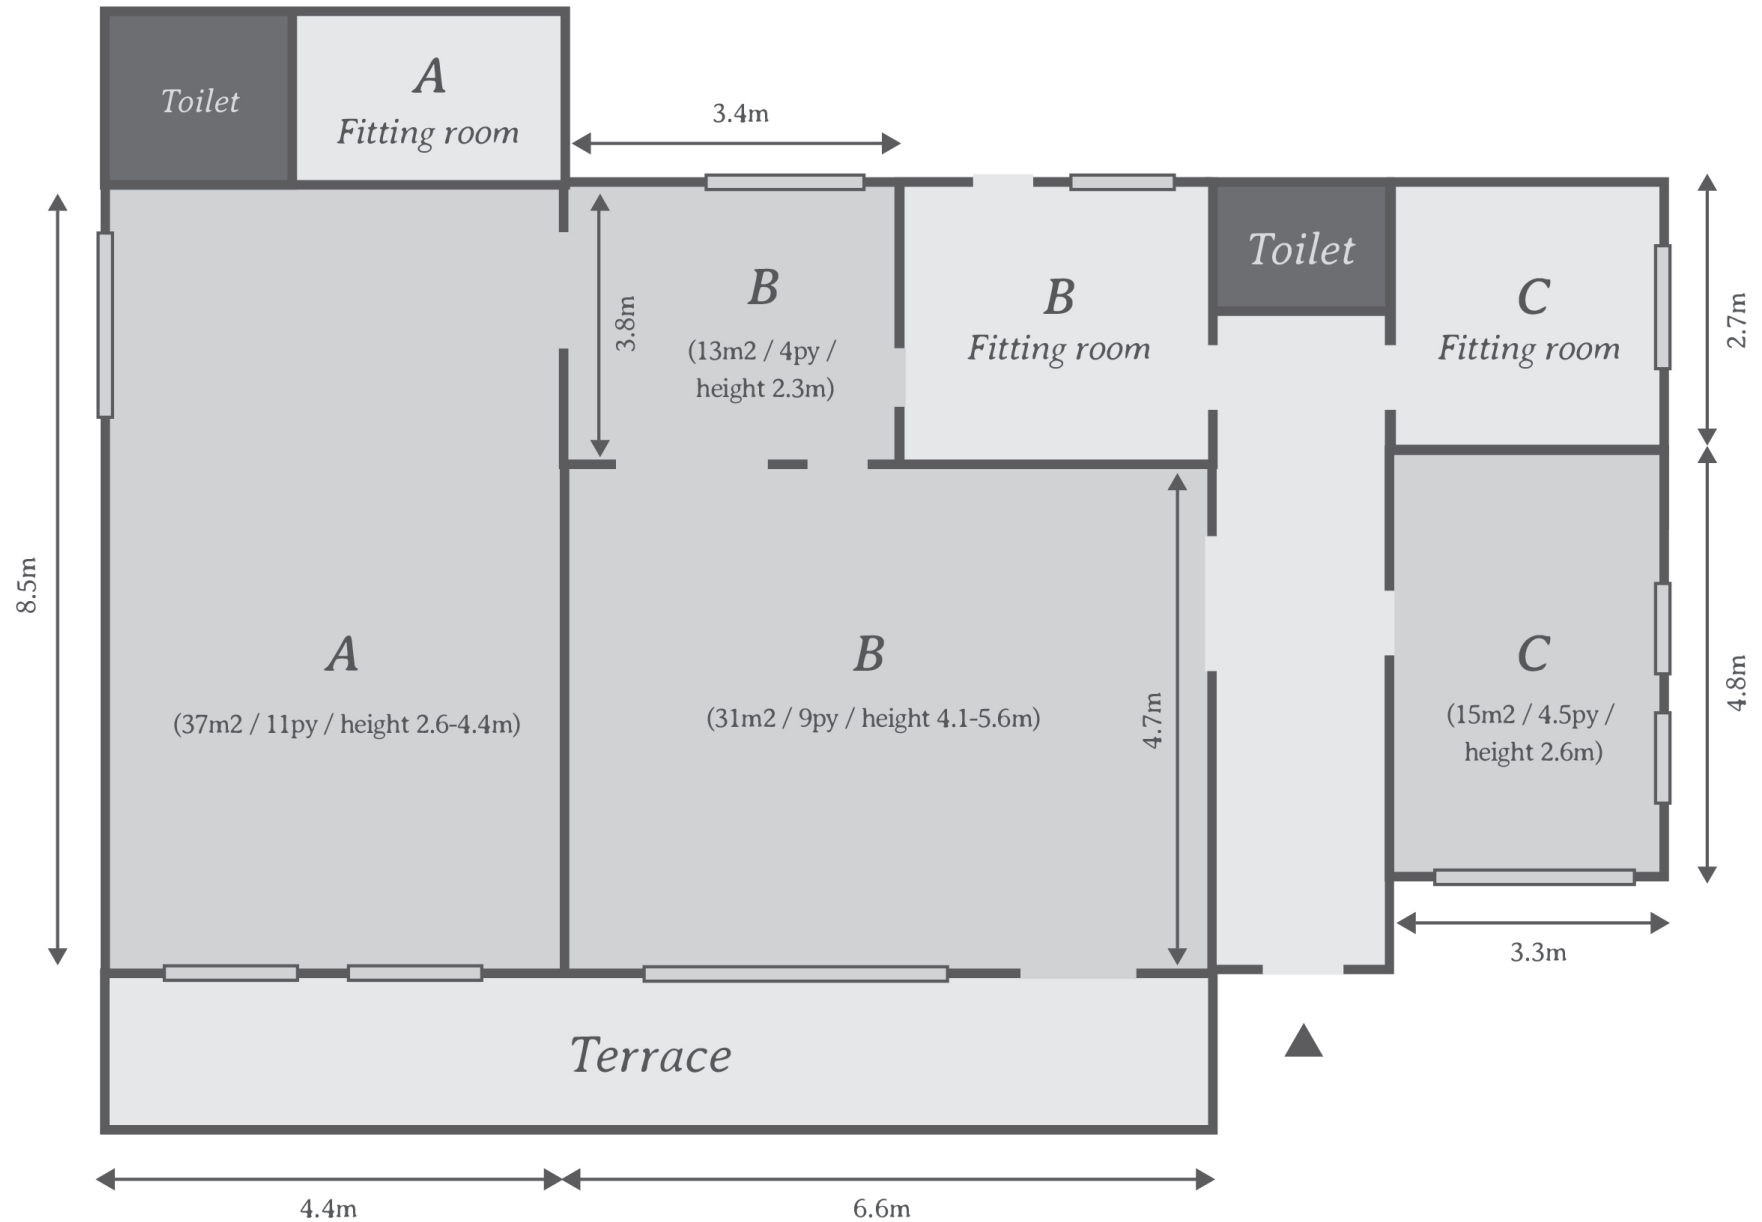 Toilet
A
Fitting room
3.4m
B
(13m2 / 4py /
height 2.3m)
3.8m
B
Fitting room
Toilet
C
Fitting room
2.7m
8.5m
A
(37m2 / 11py / height 2.6-4.4m)
B
(31m2 / 9py / height 4.1-5.6m)
4.7m
C
(15m2 / 4.5py /
height 2.6m)
4.8m
3.3m
Terrace
4.4m
6.6m